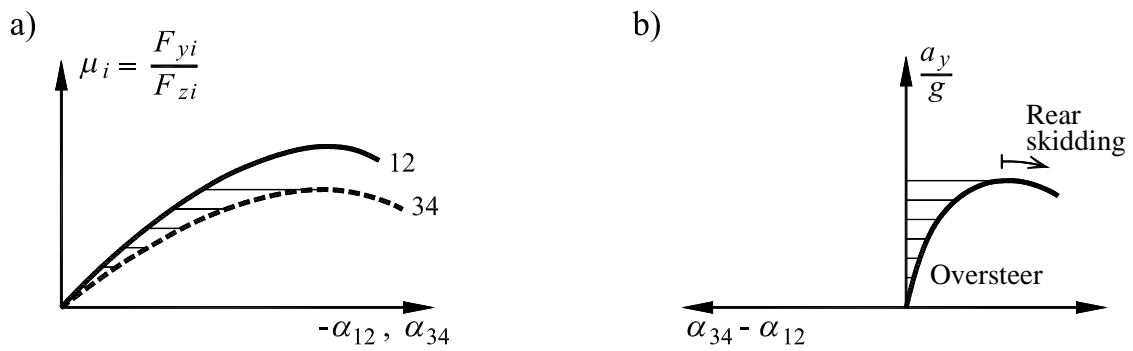 a)
μi = Fyi / Fzi
12
34
-α12 , α34
b)
ay / g
Rear
skidding
Oversteer
α34 - α12